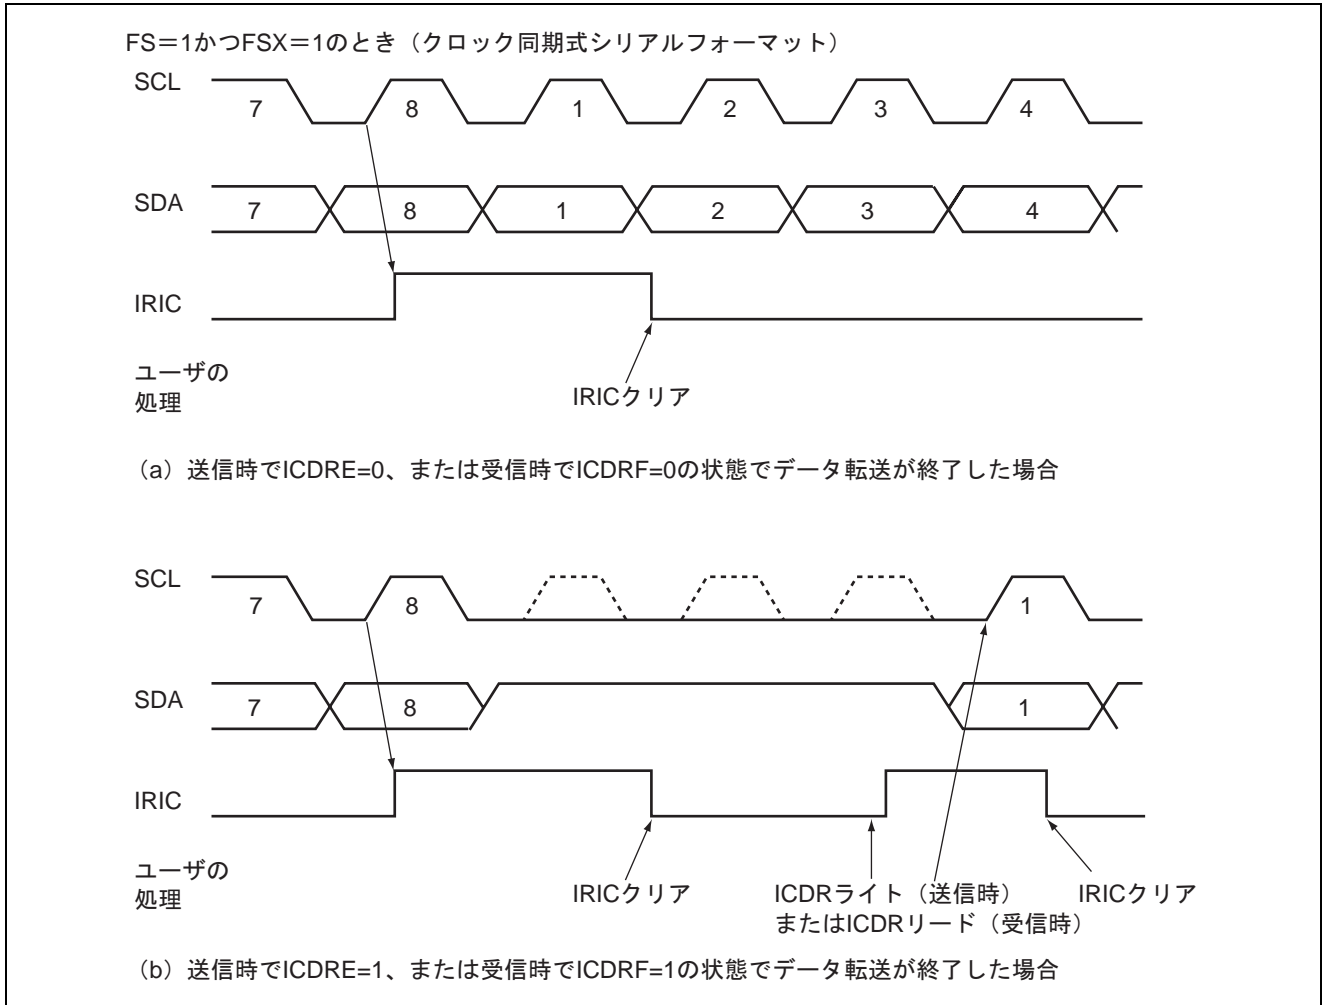 FS=1かつFSX=1のとき（クロック同期式シリアルフォーマット）
SCL
7 8 1 2 3 4
SDA
7 8 1 2 3 4
IRIC
ユーザの
処理
IRICクリア
（a）送信時でICDRE=0、または受信時でICDRF=0の状態でデータ転送が終了した場合
SCL
7 8 1
SDA
7 8 1
IRIC
ユーザの
処理
IRICクリア
ICDRライト（送信時）
またはICDRリード（受信時）
IRICクリア
（b）送信時でICDRE=1、または受信時でICDRF=1の状態でデータ転送が終了した場合